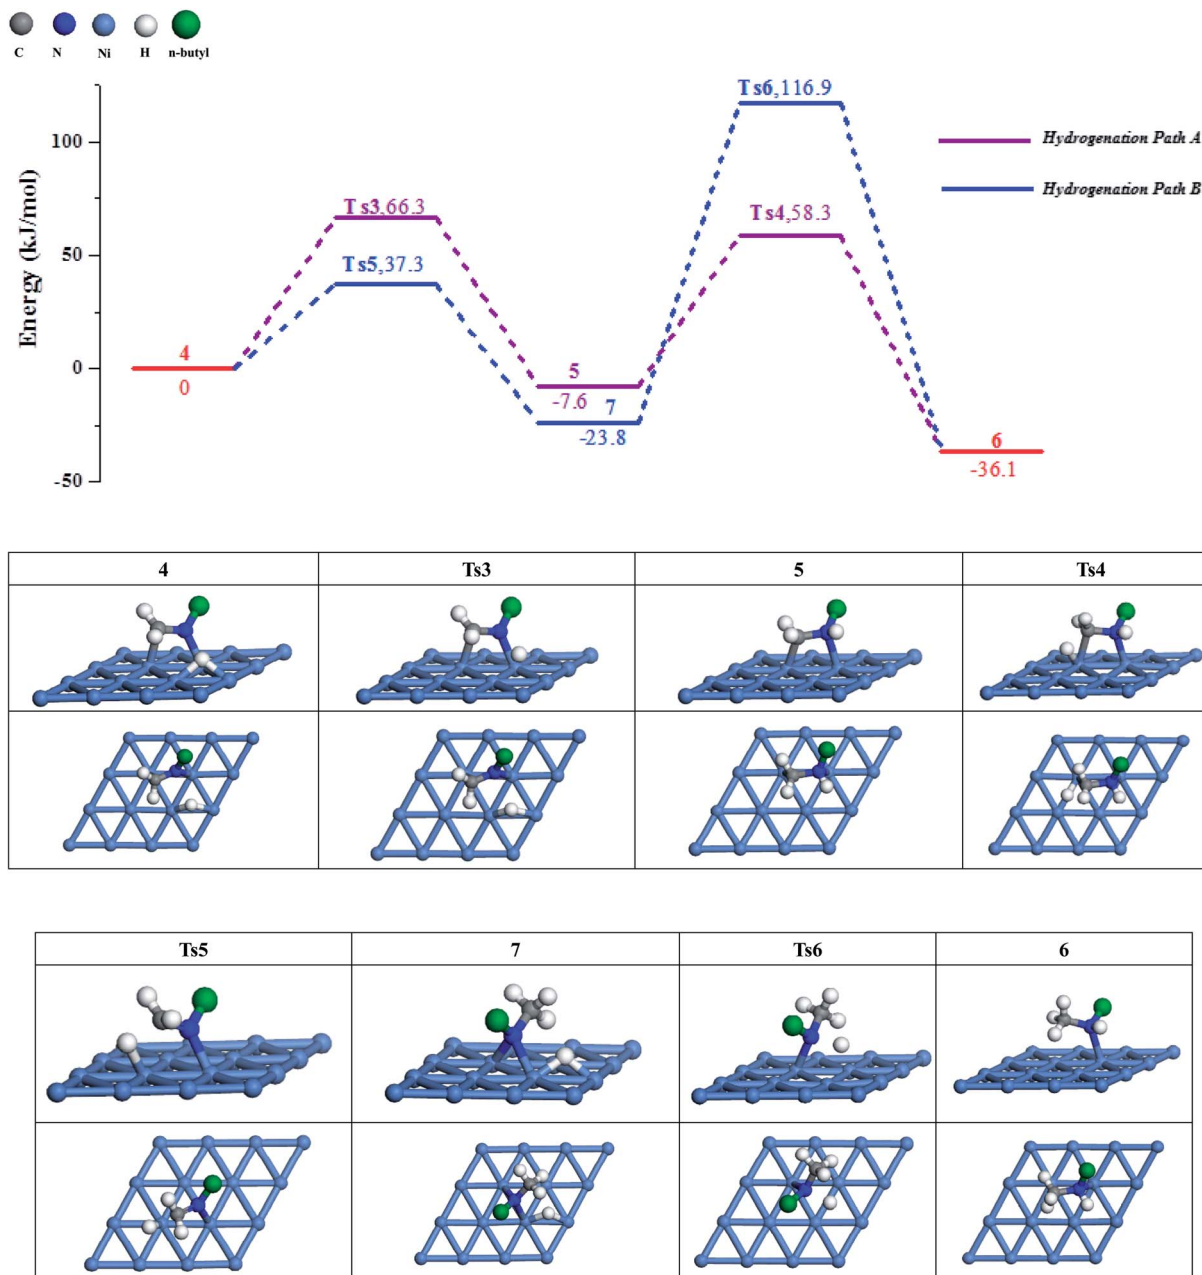 C N Ni H n-butyl
Ts6,116.9
100
Hydrogenation Path A
Hydrogenation Path B
Ts3,66.3
Ts4,58.3
50
Ts5,37.3
Energy (kJ/mol)
4
0
0
5
-7.6
7
-23.8
6
-36.1
-50
4 Ts3 5 Ts4
Ts5 7 Ts6 6